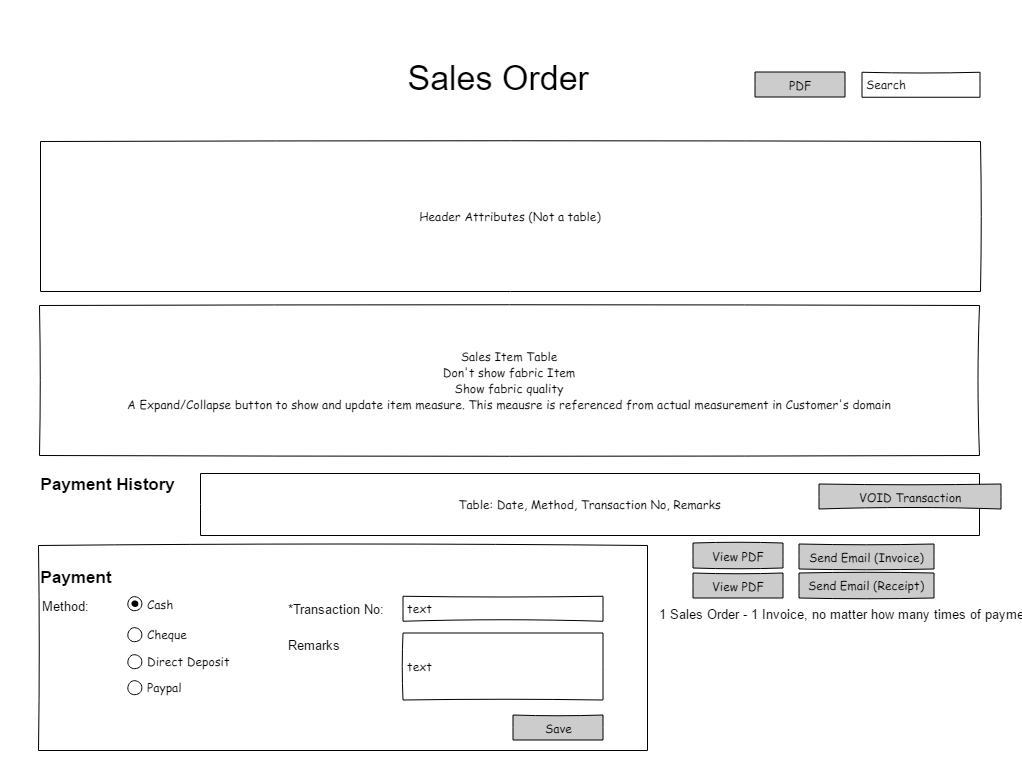 Sales Order
PDF
Search
Header Attributes (Not a table)
Sales Item Table
Don't show fabric Item
Show fabric quality
A Expand/Collapse button to show and update item measure. This meausre is referenced from actual measurement in Customer's domain
Payment History
Table: Date, Method, Transaction No, Remarks
VOID Transaction
View PDF
Send Email (Invoice)
View PDF
Send Email (Receipt)
1 Sales Order - 1 Invoice, no matter how many times of payme
Payment
Method:
Cash
Cheque
Direct Deposit
Paypal
*Transaction No:
text
Remarks
text
Save